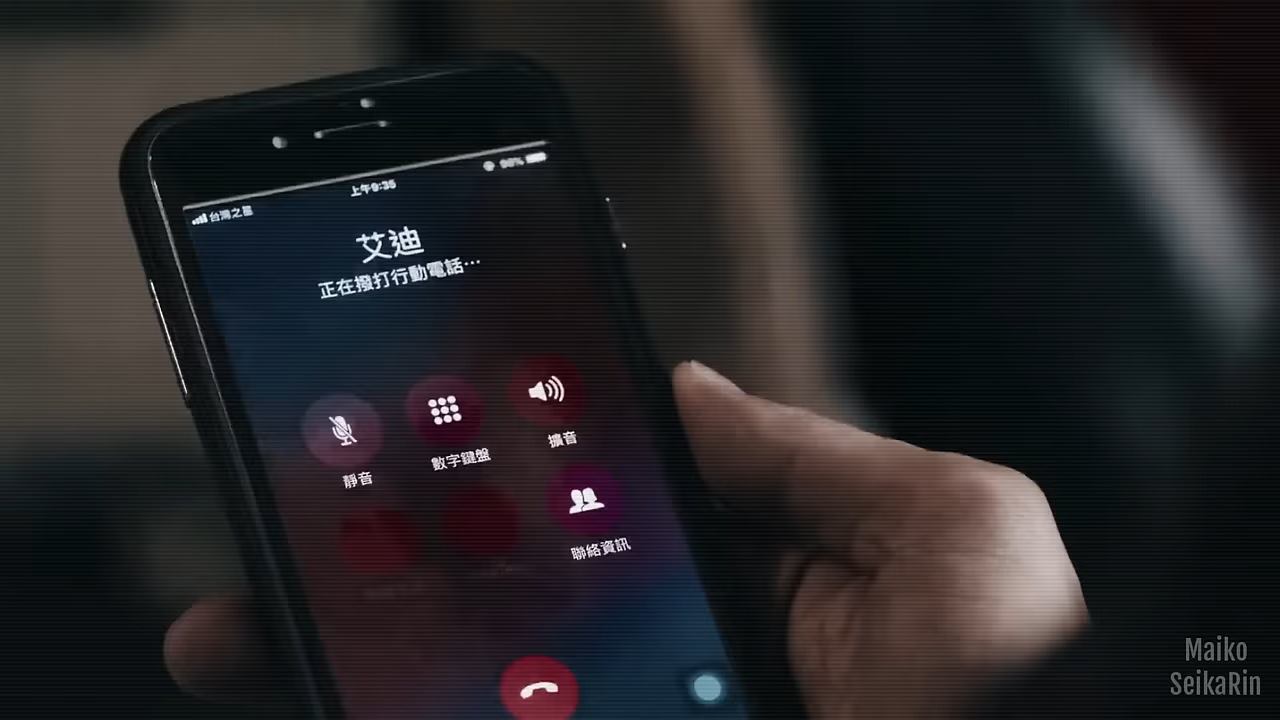 上午9:35
98%
台灣之星
艾迪
正在撥打行動電話…
靜音
數字鍵盤
擴音
聯絡資訊
Maiko
SeikaRin